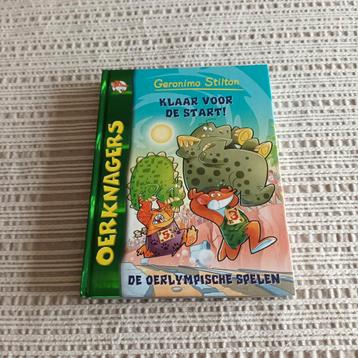 Geronimo Stilton
KLAAR VOOR
DE START!
OERKNAGERS
DE OERLYMPISCHE SPELEN